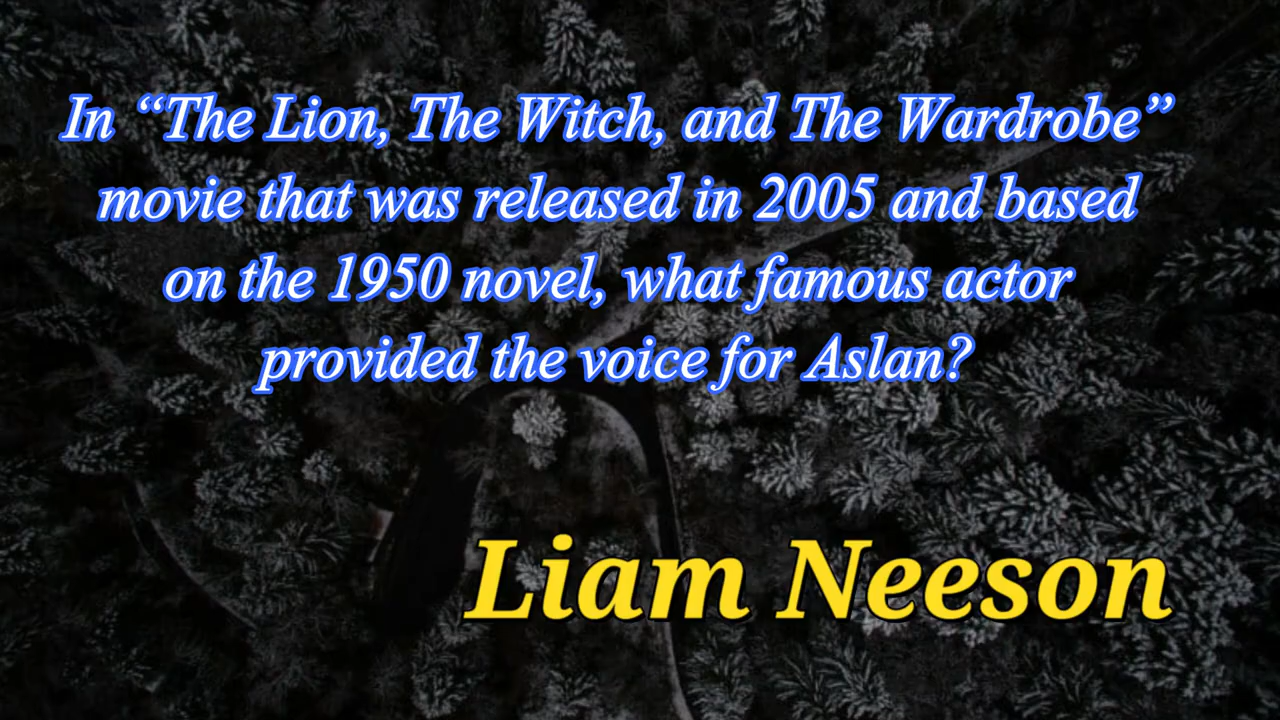 In “The Lion, The Witch, and The Wardrobe”
movie that was released in 2005 and based
on the 1950 novel, what famous actor
provided the voice for Aslan?
Liam Neeson